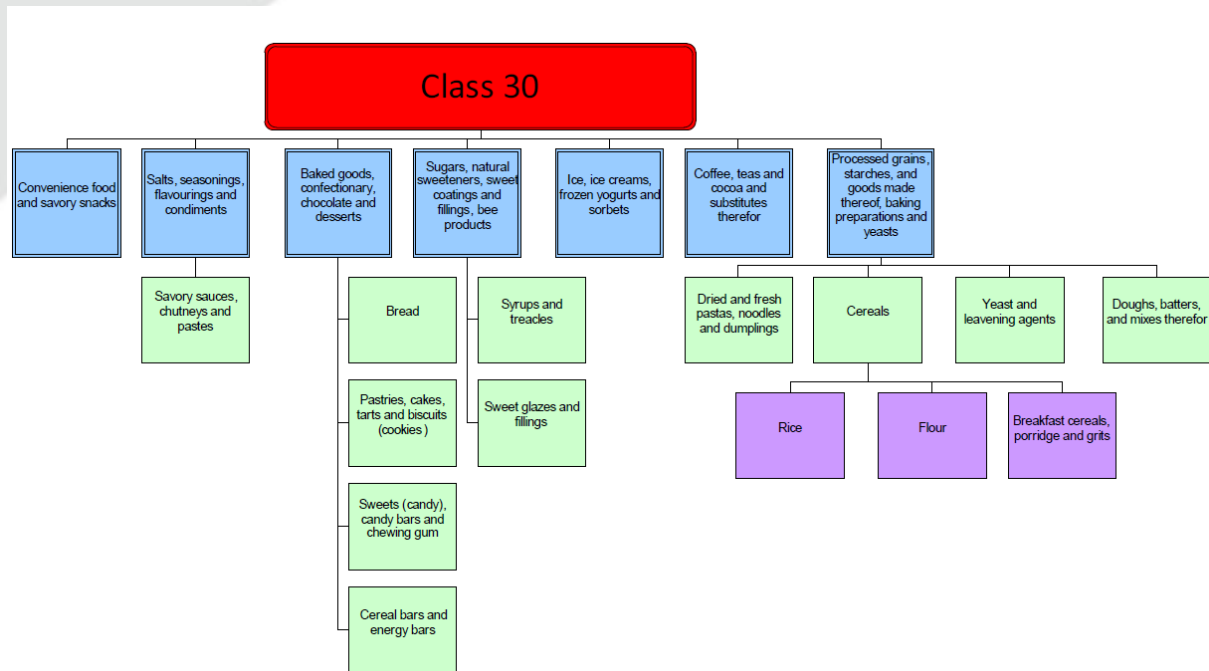 Class 30
Convenience food
and savory snacks
Salts, seasonings,
flavourings and
condiments
Baked goods,
confectionary,
chocolate and
desserts
Sugars, natural
sweeteners, sweet
coatings and
fillings, bee
products
Ice, ice creams,
frozen yogurts and
sorbets
Coffee, teas and
cocoa and
substitutes
therefor
Processed grains,
starches, and
goods made
thereof, baking
preparations and
yeasts
Savory sauces,
chutneys and
pastes
Bread
Syrups and
treacles
Dried and fresh
pastas, noodles
and dumplings
Cereals
Yeast and
leavening agents
Doughs, batters,
and mixes therefor
Pastries, cakes,
tarts and biscuits
(cookies )
Sweet glazes and
fillings
Rice
Flour
Breakfast cereals,
porridge and grits
Sweets (candy),
candy bars and
chewing gum
Cereal bars and
energy bars